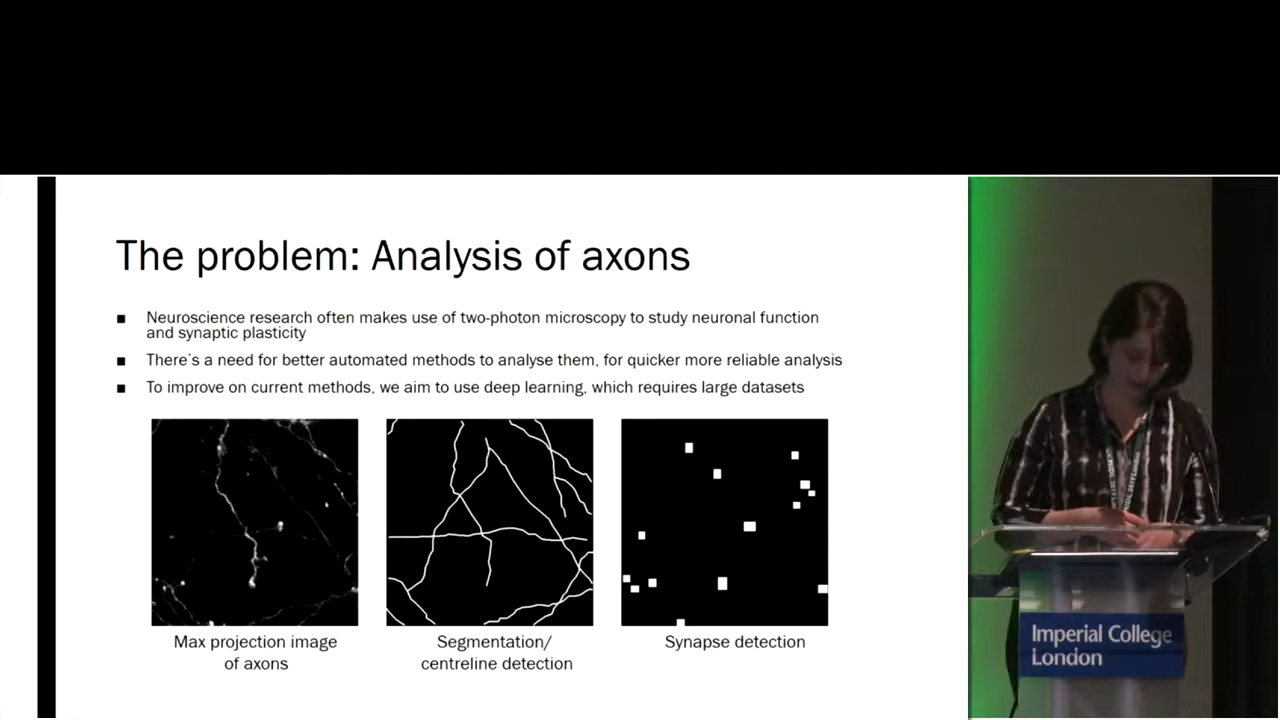 The problem: Analysis of axons
■ Neuroscience research often makes use of two-photon microscopy to study neuronal function
and synaptic plasticity
■ There's a need for better automated methods to analyse them, for quicker more reliable analysis
■ To improve on current methods, we aim to use deep learning, which requires large datasets
Max projection image
of axons
Segmentation/
centreline detection
Synapse detection
Imperial College
London